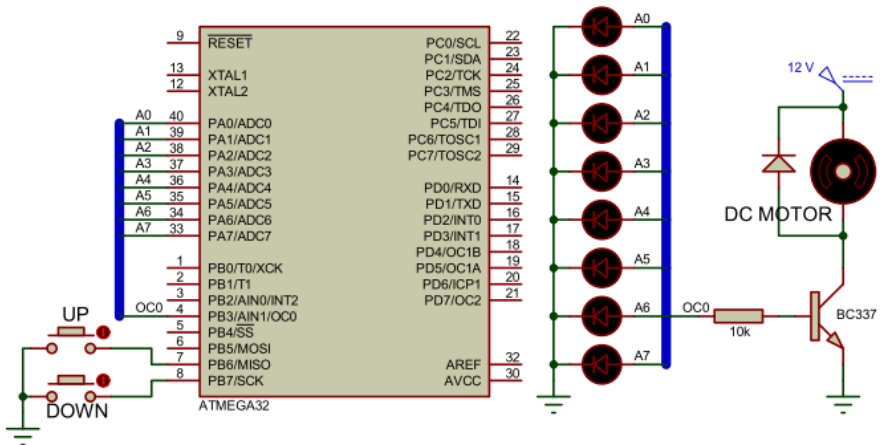 9 RESET
13 XTAL1
12 XTAL2
A0 40 PA0/ADC0
A1 39 PA1/ADC1
A2 38 PA2/ADC2
A3 37 PA3/ADC3
A4 36 PA4/ADC4
A5 35 PA5/ADC5
A6 34 PA6/ADC6
A7 33 PA7/ADC7
1 PB0/T0/XCK
2 PB1/T1
3 PB2/AIN0/INT2
OC0 4 PB3/AIN1/OC0
5 PB4/SS
6 PB5/MOSI
7 PB6/MISO
8 PB7/SCK
PC0/SCL 22
PC1/SDA 23
PC2/TCK 24
PC3/TMS 25
PC4/TDO 26
PC5/TDI 27
PC6/TOSC1 28
PC7/TOSC2 29
PD0/RXD 14
PD1/TXD 15
PD2/INT0 16
PD3/INT1 17
PD4/OC1B 18
PD5/OC1A 19
PD6/ICP1 20
PD7/OC2 21
AREF 32
AVCC 30
ATMEGA32
UP
DOWN
A0
A1
A2
A3
A4
A5
A6
A7
OC0
10k
BC337
12 V
DC MOTOR